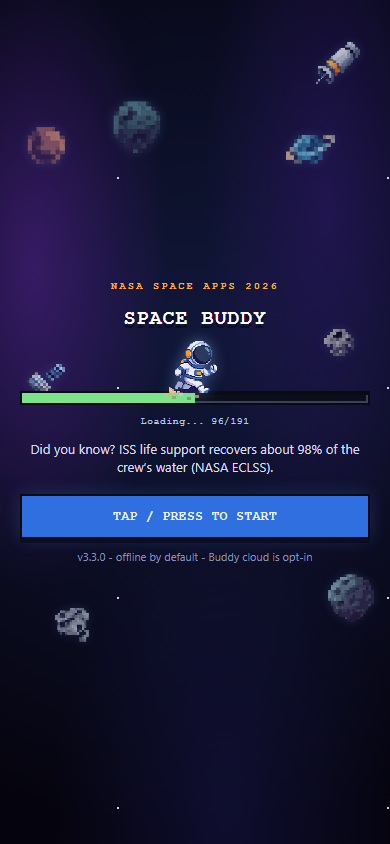 NASA SPACE APPS 2026
SPACE BUDDY
Loading... 96/191
Did you know? ISS life support recovers about 98% of the
crew's water (NASA ECLSS).
TAP / PRESS TO START
v3.3.0 - offline by default - Buddy cloud is opt-in